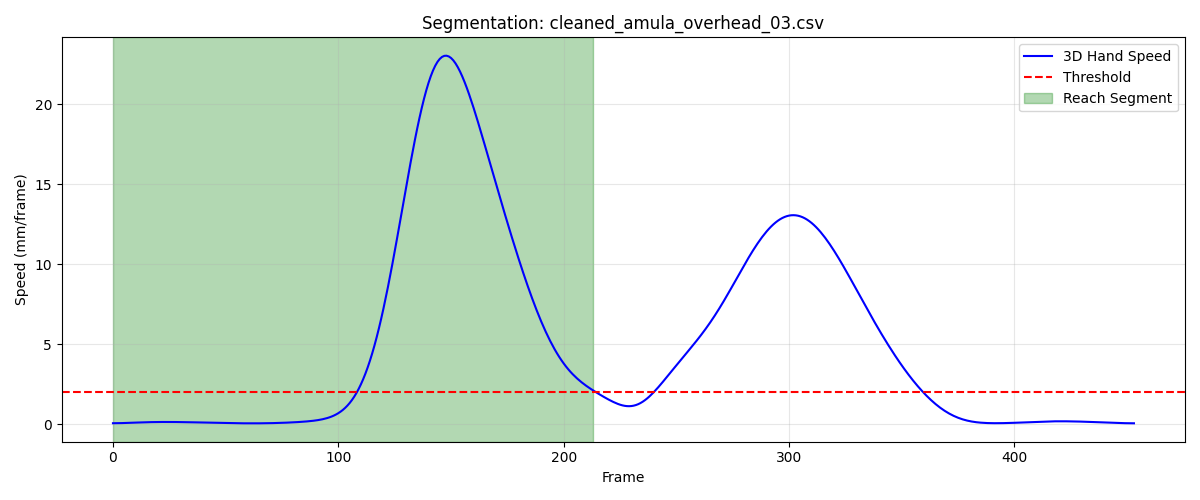 Segmentation: cleaned_amula_overhead_03.csv
3D Hand Speed
Threshold
Reach Segment
Speed (mm/frame)
20
15
10
5
0
0 100 200 300 400
Frame